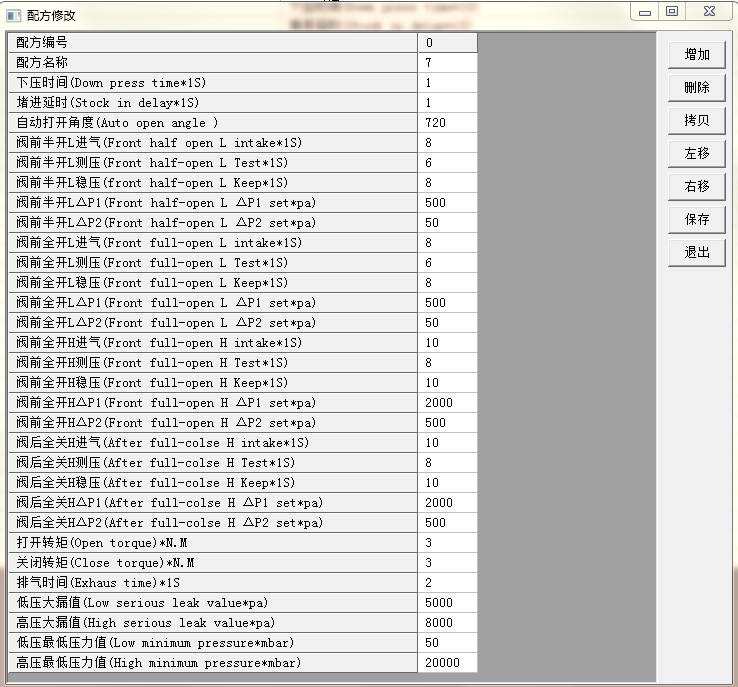 配方修改
配方编号 0
配方名称 7
下压时间(Down press time*1S) 1
堵进延时(Stock in delay*1S) 1
自动打开角度(Auto open angle ) 720
阀前半开L进气(Front half open L intake*1S) 8
阀前半开L测压(Front half-open L Test*1S) 6
阀前半开L稳压(front half-open L Keep*1S) 8
阀前半开L△P1(Front half-open L △P1 set*pa) 500
阀前半开L△P2(Front half-open L △P2 set*pa) 50
阀前全开L进气(Front full-open L intake*1S) 8
阀前全开L测压(Front full-open L Test*1S) 6
阀前全开L稳压(Front full-open L Keep*1S) 8
阀前全开L△P1(Front full-open L △P1 set*pa) 500
阀前全开L△P2(Front full-open L △P2 set*pa) 50
阀前全开H进气(Front full-open H intake*1S) 10
阀前全开H测压(Front full-open H Test*1S) 8
阀前全开H稳压(Front full-open H Keep*1S) 10
阀前全开H△P1(Front full-open H △P1 set*pa) 2000
阀前全开H△P2(Front full-open H △P2 set*pa) 500
阀后全关H进气(After full-colse H intake*1S) 10
阀后全关H测压(After full-colse H Test*1S) 8
阀后全关H稳压(After full-colse H Keep*1S) 10
阀后全关H△P1(After full-colse H △P1 set*pa) 2000
阀后全关H△P2(After full-colse H △P2 set*pa) 500
打开转矩(Open torque)*N.M 3
关闭转矩(Close torque)*N.M 3
排气时间(Exhaus time)*1S 2
低压大漏值(Low serious leak value*pa) 5000
高压大漏值(High serious leak value*pa) 8000
低压最低压力值(Low minimum pressure*mbar) 50
高压最低压力值(High minimum pressure*mbar) 20000
增加
删除
拷贝
左移
右移
保存
退出